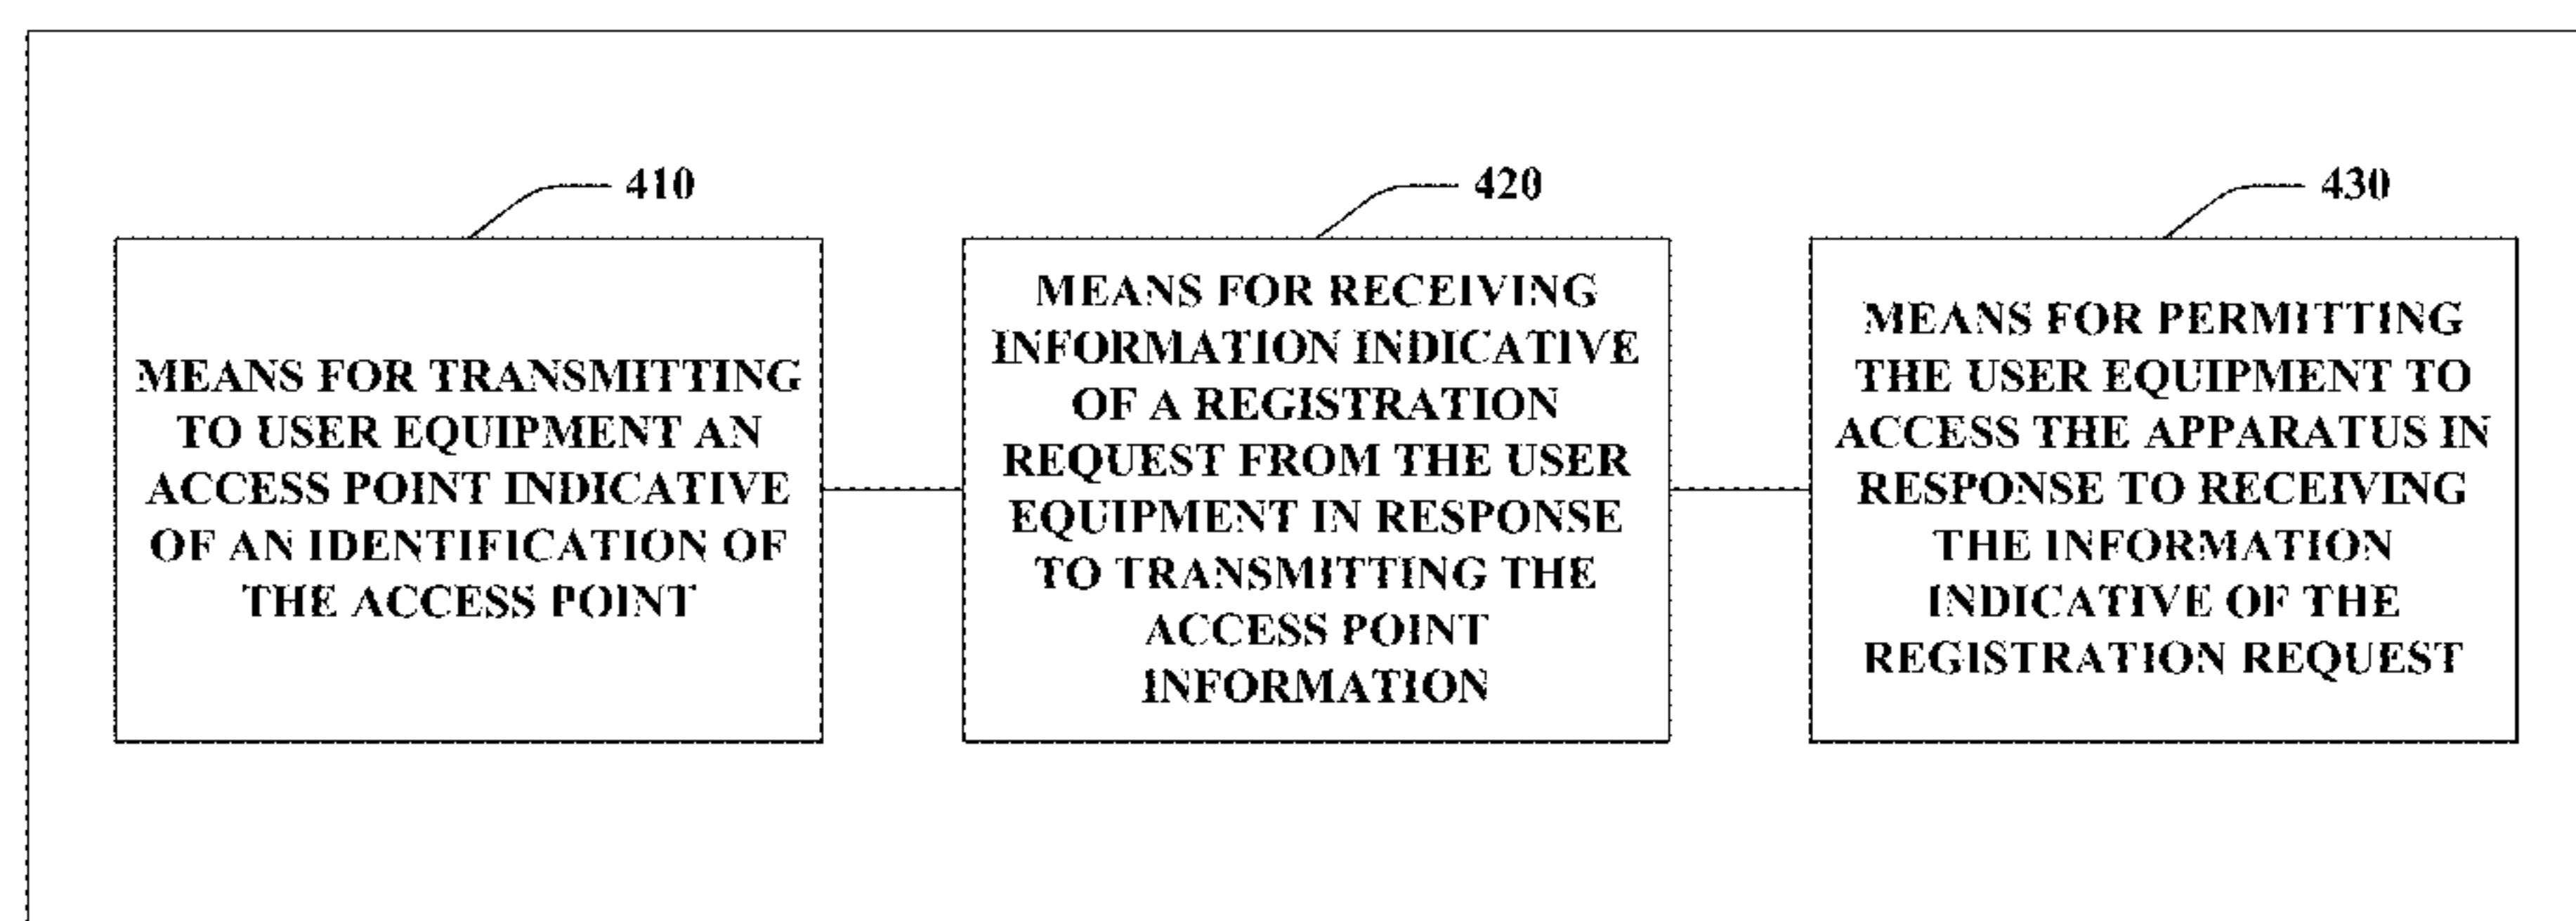 410
MEANS FOR TRANSMITTING
TO USER EQUIPMENT AN
ACCESS POINT INDICATIVE
OF AN IDENTIFICATION OF
THE ACCESS POINT
420
MEANS FOR RECEIVING
INFORMATION INDICATIVE
OF A REGISTRATION
REQUEST FROM THE USER
EQUIPMENT IN RESPONSE
TO TRANSMITTING THE
ACCESS POINT
INFORMATION
430
MEANS FOR PERMITTING
THE USER EQUIPMENT TO
ACCESS THE APPARATUS IN
RESPONSE TO RECEIVING
THE INFORMATION
INDICATIVE OF THE
REGISTRATION REQUEST